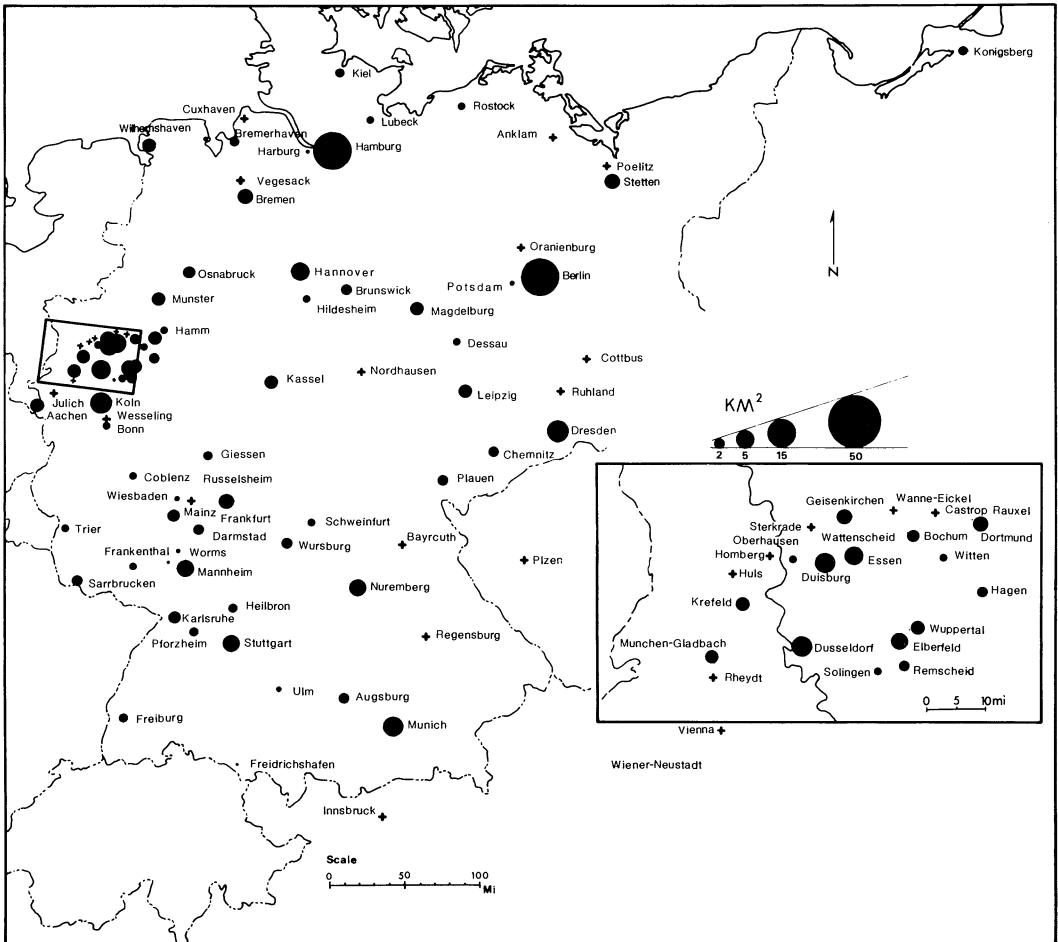 Konigsberg
Kiel
Rostock
Cuxhaven
Lubeck
Wilhemshaven
Bremerhaven
Anklam
Harburg
Hamburg
Poelitz
Vegesack
Stetten
Bremen
Oranienburg
N
Osnabruck
Hannover
Berlin
Potsdam
Brunswick
Munster
Hildesheim
Magdelburg
Hamm
Dessau
Cottbus
Nordhausen
Kassel
Ruhland
Leipzig
Julich
Koln
KM²
Aachen
Wesseling
Bonn
Dresden
2 5 15 50
Giessen
Chemnitz
Coblenz
Russelsheim
Plauen
Wiesbaden
Mainz
Frankfurt
Schweinfurt
Trier
Darmstad
Bayrcuth
Wursburg
Frankenthal
Worms
Plzen
Mannheim
Sarrbrucken
Nuremberg
Heilbron
Karlsruhe
Pforzheim
Stuttgart
Regensburg
Ulm
Augsburg
Freiburg
Munich
Freidrichshafen
Innsbruck
Vienna
Wiener-Neustadt
Geisenkirchen
Wanne-Eickel
Castrop Rauxel
Sterkrade
Wattenscheid
Bochum
Dortmund
Oberhausen
Homberg
Essen
Witten
Huls
Duisburg
Hagen
Krefeld
Wuppertal
Munchen-Gladbach
Dusseldorf
Elberfeld
Rheydt
Solingen
Remscheid
0 5 10mi
Scale
0 50 100
Mi